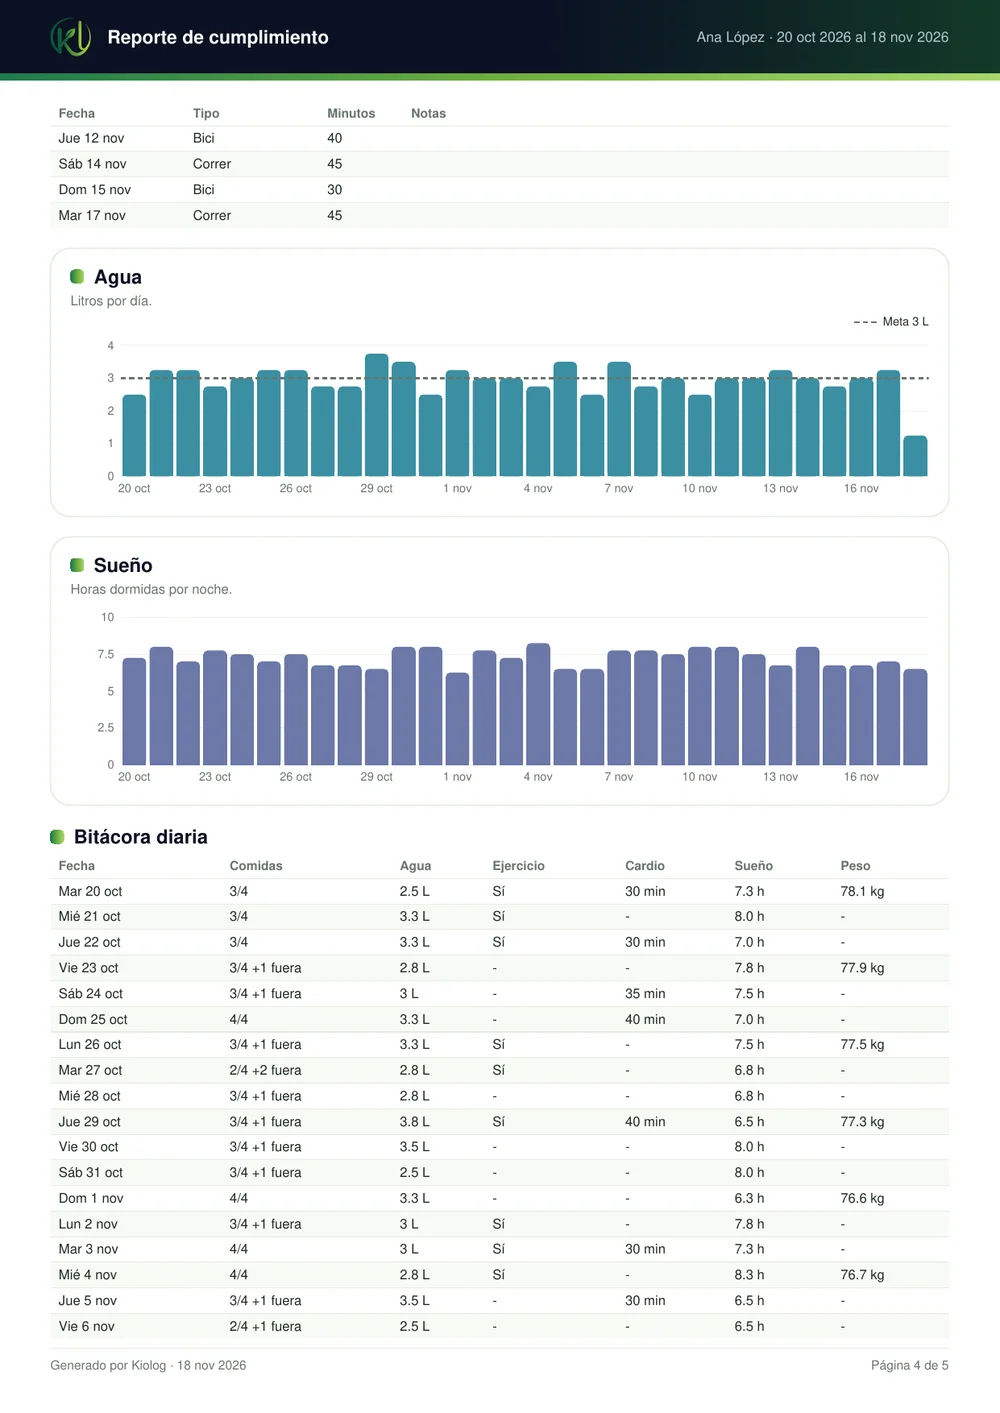 KL
Reporte de cumplimiento
Ana López · 20 oct 2026 al 18 nov 2026
Fecha Tipo Minutos Notas
Jue 12 nov Bici 40
Sáb 14 nov Correr 45
Dom 15 nov Bici 30
Mar 17 nov Correr 45
Agua
Litros por día.
Meta 3 L
4
3
2
1
0
20 oct 23 oct 26 oct 29 oct 1 nov 4 nov 7 nov 10 nov 13 nov 16 nov
Sueño
Horas dormidas por noche.
10
7.5
5
2.5
0
20 oct 23 oct 26 oct 29 oct 1 nov 4 nov 7 nov 10 nov 13 nov 16 nov
Bitácora diaria
Fecha Comidas Agua Ejercicio Cardio Sueño Peso
Mar 20 oct 3/4 2.5 L Sí 30 min 7.3 h 78.1 kg
Mié 21 oct 3/4 3.3 L Sí - 8.0 h -
Jue 22 oct 3/4 3.3 L Sí 30 min 7.0 h -
Vie 23 oct 3/4 +1 fuera 2.8 L - - 7.8 h 77.9 kg
Sáb 24 oct 3/4 +1 fuera 3 L - 35 min 7.5 h -
Dom 25 oct 4/4 3.3 L - 40 min 7.0 h -
Lun 26 oct 3/4 +1 fuera 3.3 L Sí - 7.5 h 77.5 kg
Mar 27 oct 2/4 +2 fuera 2.8 L Sí - 6.8 h -
Mié 28 oct 3/4 +1 fuera 2.8 L - - 6.8 h -
Jue 29 oct 3/4 +1 fuera 3.8 L Sí 40 min 6.5 h 77.3 kg
Vie 30 oct 3/4 +1 fuera 3.5 L - - 8.0 h -
Sáb 31 oct 3/4 +1 fuera 2.5 L - - 8.0 h -
Dom 1 nov 4/4 3.3 L - - 6.3 h 76.6 kg
Lun 2 nov 3/4 +1 fuera 3 L Sí - 7.8 h -
Mar 3 nov 4/4 3 L Sí 30 min 7.3 h -
Mié 4 nov 4/4 2.8 L Sí - 8.3 h 76.7 kg
Jue 5 nov 3/4 +1 fuera 3.5 L - 30 min 6.5 h -
Vie 6 nov 2/4 +1 fuera 2.5 L - - 6.5 h -
Generado por Kiolog · 18 nov 2026
Página 4 de 5